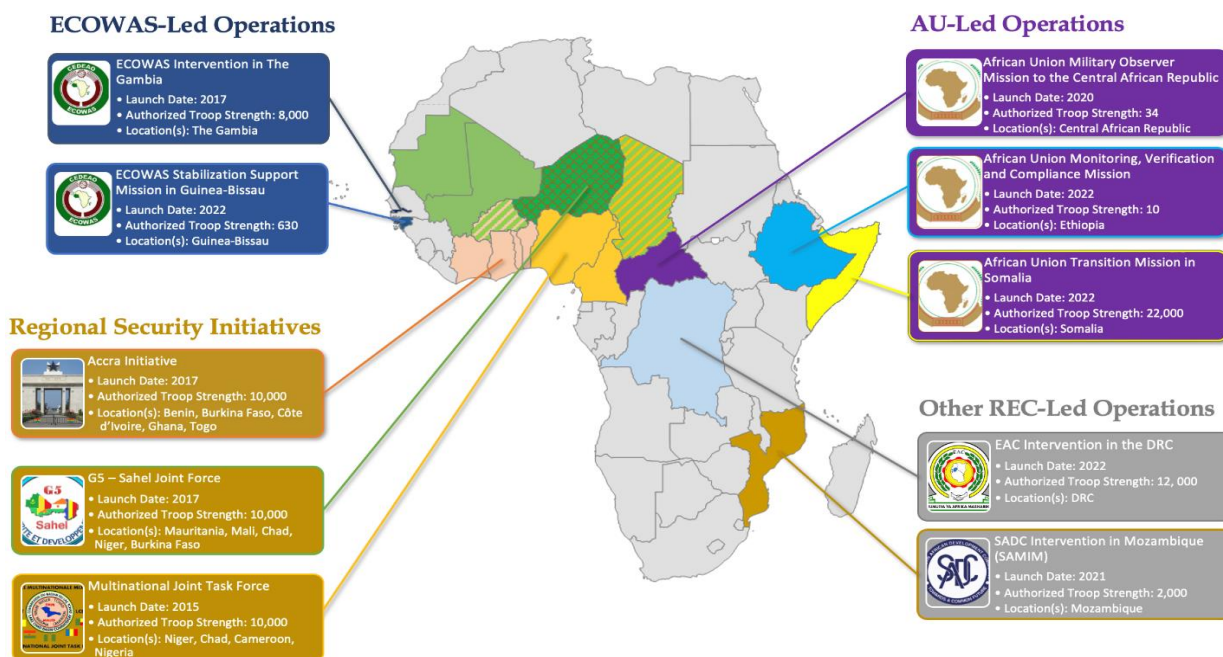 ECOWAS-Led Operations
CEDEAO
ECOWAS
ECOWAS Intervention in The
Gambia
• Launch Date: 2017
• Authorized Troop Strength: 8,000
• Location(s): The Gambia
CEDEAO
ECOWAS
ECOWAS Stabilization Support
Mission in Guinea-Bissau
• Launch Date: 2022
• Authorized Troop Strength: 630
• Location(s): Guinea-Bissau
Regional Security Initiatives
Accra Initiative
• Launch Date: 2017
• Authorized Troop Strength: 10,000
• Location(s): Benin, Burkina Faso, Côte
d’Ivoire, Ghana, Togo
G5
Sahel
ITE ET DEVELOPPE
G5 – Sahel Joint Force
• Launch Date: 2017
• Authorized Troop Strength: 10,000
• Location(s): Mauritania, Mali, Chad,
Niger, Burkina Faso
E MULTINATIONALE MIX
NATIONAL JOINT TASK
Multinational Joint Task Force
• Launch Date: 2015
• Authorized Troop Strength: 10,000
• Location(s): Niger, Chad, Cameroon,
Nigeria
AU-Led Operations
African Union Military Observer
Mission to the Central African Republic
• Launch Date: 2020
• Authorized Troop Strength: 34
• Location(s): Central African Republic
African Union Monitoring, Verification
and Compliance Mission
• Launch Date: 2022
• Authorized Troop Strength: 10
• Location(s): Ethiopia
African Union Transition Mission in
Somalia
• Launch Date: 2022
• Authorized Troop Strength: 22,000
• Location(s): Somalia
Other REC-Led Operations
EAC
EAC Intervention in the DRC
• Launch Date: 2022
• Authorized Troop Strength: 12, 000
• Location(s): DRC
SADC
SADC Intervention in Mozambique
(SAMIM)
• Launch Date: 2021
• Authorized Troop Strength: 2,000
• Location(s): Mozambique